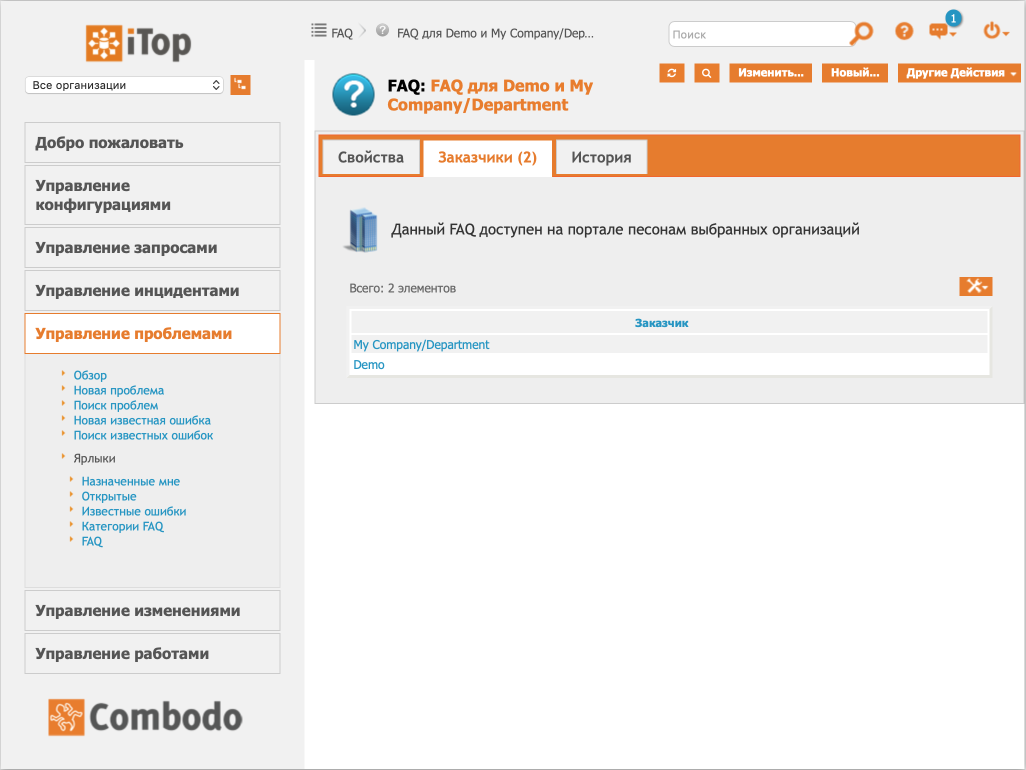 iTop
Все организации
Добро пожаловать
Управление
конфигурациями
Управление запросами
Управление инцидентами
Управление проблемами
Обзор
Новая проблема
Поиск проблем
Новая известная ошибка
Поиск известных ошибок
Ярлыки
Назначенные мне
Открытые
Известные ошибки
Категории FAQ
FAQ
Управление изменениями
Управление работами
Combodo
FAQ
FAQ для Demo и My Company/Dep...
Поиск
1
Изменить...
Новый...
Другие Действия
FAQ: FAQ для Demo и My
Company/Department
Свойства
Заказчики (2)
История
Данный FAQ доступен на портале песонам выбранных организаций
Всего: 2 элементов
Заказчик
My Company/Department
Demo